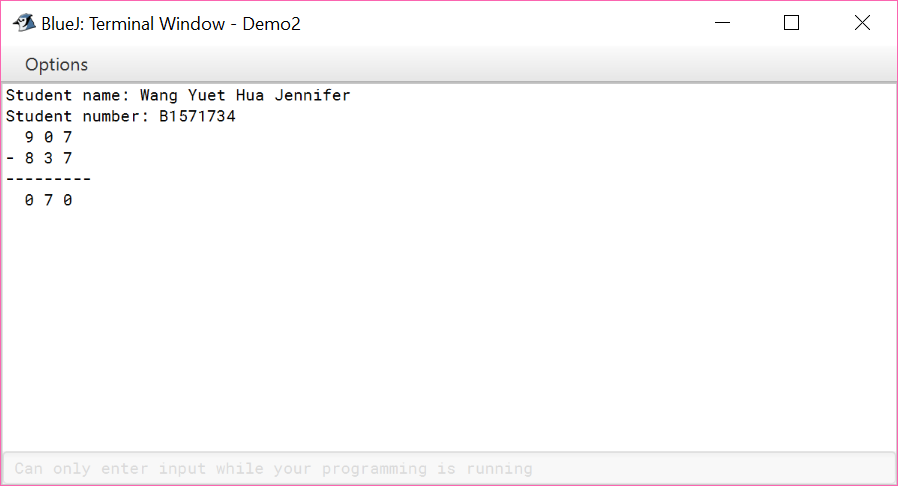 BlueJ: Terminal Window - Demo2
Options
Student name: Wang Yuet Hua Jennifer
Student number: B1571734
  9 0 7
- 8 3 7
---------
  0 7 0
Can only enter input while your programming is running